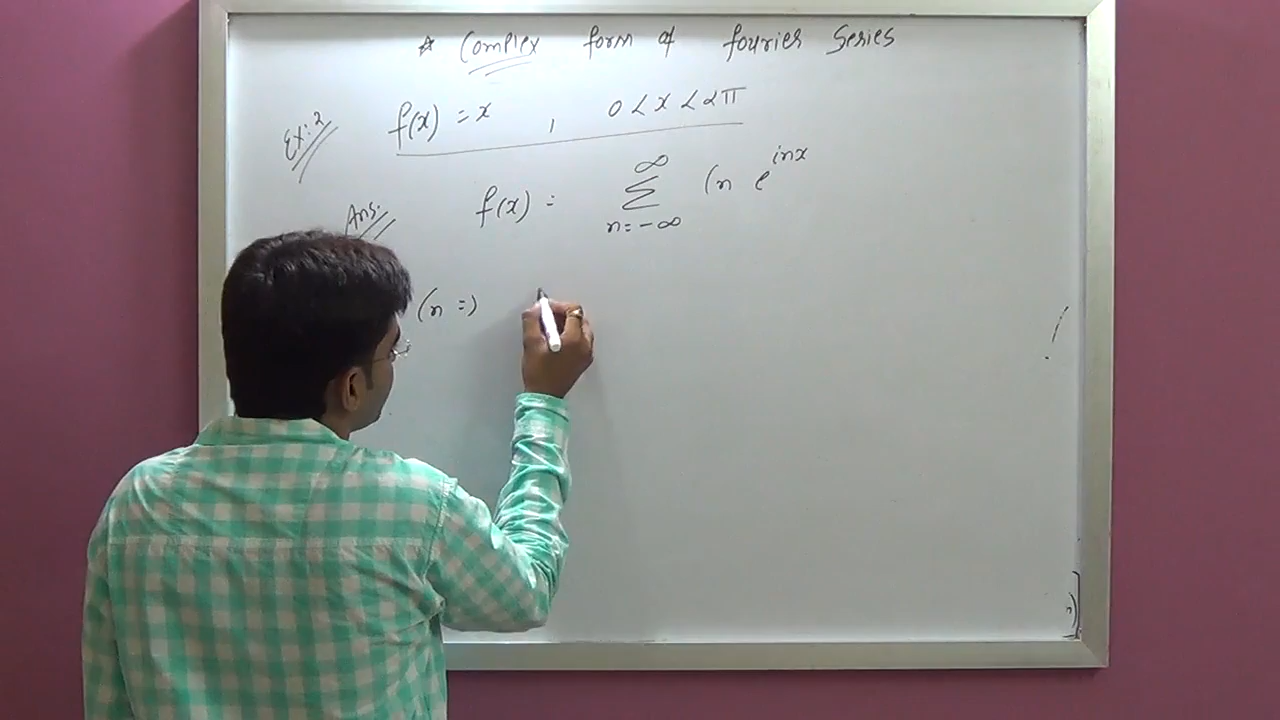 * Complex form of fourier Series
Ex:2 f(x) = x , 0 < x < 2π
Ans. f(x) = ∞ Σ n=-∞ Cn e^inx
Cn =>